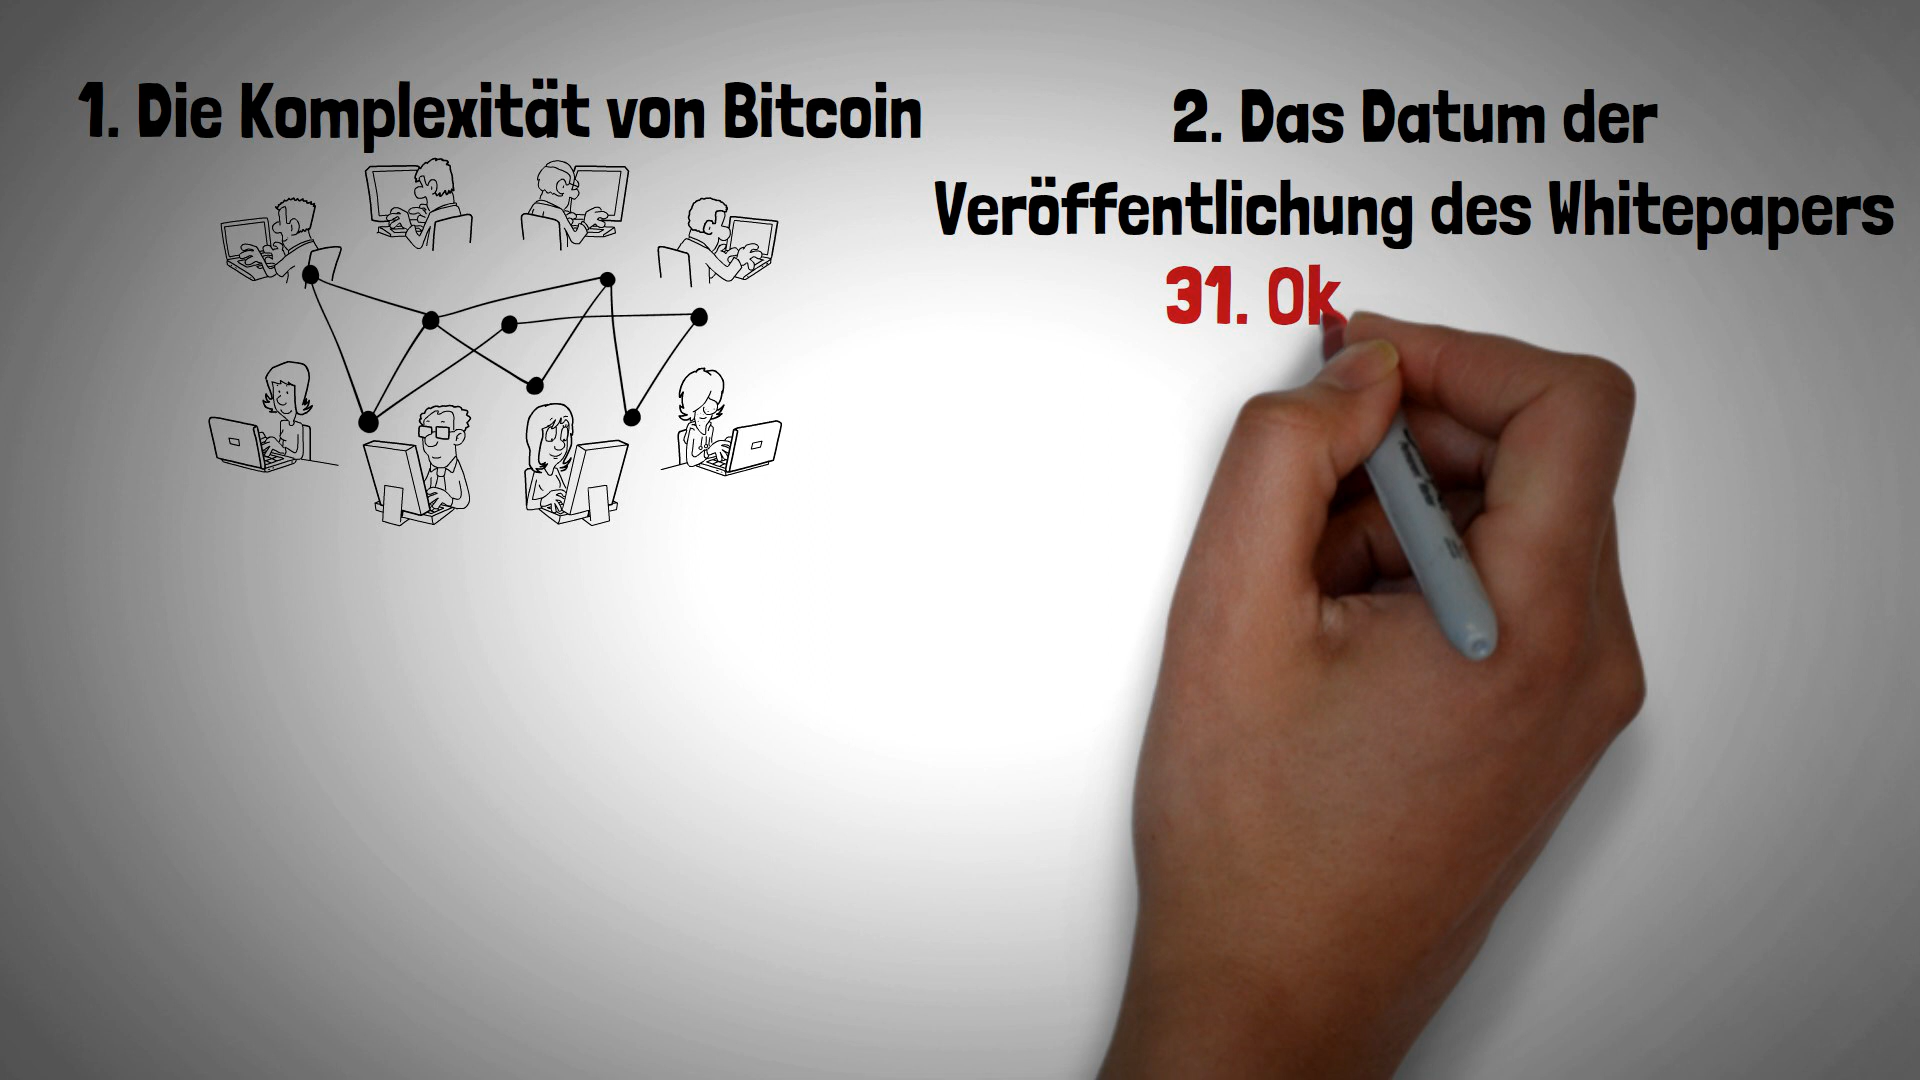 1. Die Komplexität von Bitcoin
2. Das Datum der
Veröffentlichung des Whitepapers
31. Ok